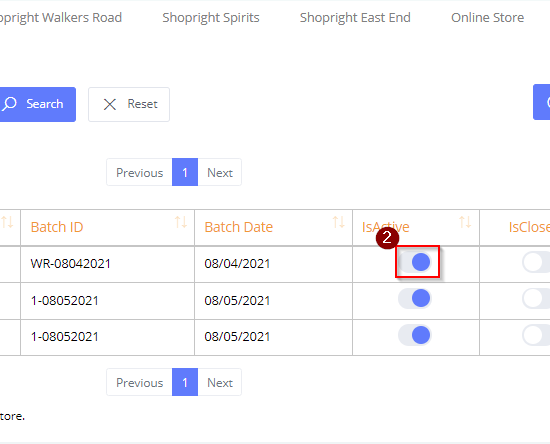 opright Walkers Road Shopright Spirits Shopright East End Online Store
Search Reset
Previous 1 Next
Batch ID Batch Date IsActive IsClose
2
WR-08042021 08/04/2021
1-08052021 08/05/2021
1-08052021 08/05/2021
Previous 1 Next
tore.